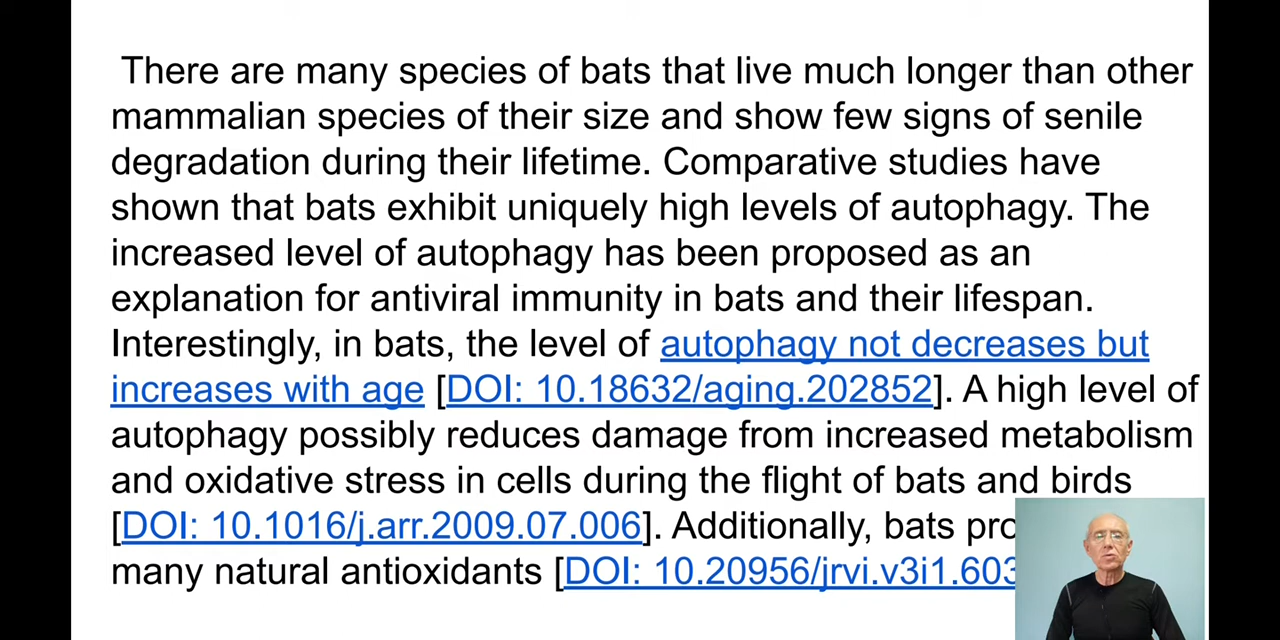 There are many species of bats that live much longer than other
mammalian species of their size and show few signs of senile
degradation during their lifetime. Comparative studies have
shown that bats exhibit uniquely high levels of autophagy. The
increased level of autophagy has been proposed as an
explanation for antiviral immunity in bats and their lifespan.
Interestingly, in bats, the level of autophagy not decreases but
increases with age [DOI: 10.18632/aging.202852]. A high level of
autophagy possibly reduces damage from increased metabolism
and oxidative stress in cells during the flight of bats and birds
[DOI: 10.1016/j.arr.2009.07.006]. Additionally, bats
many natural antioxidants [DOI: 10.20956/jrvi.v3i1.603